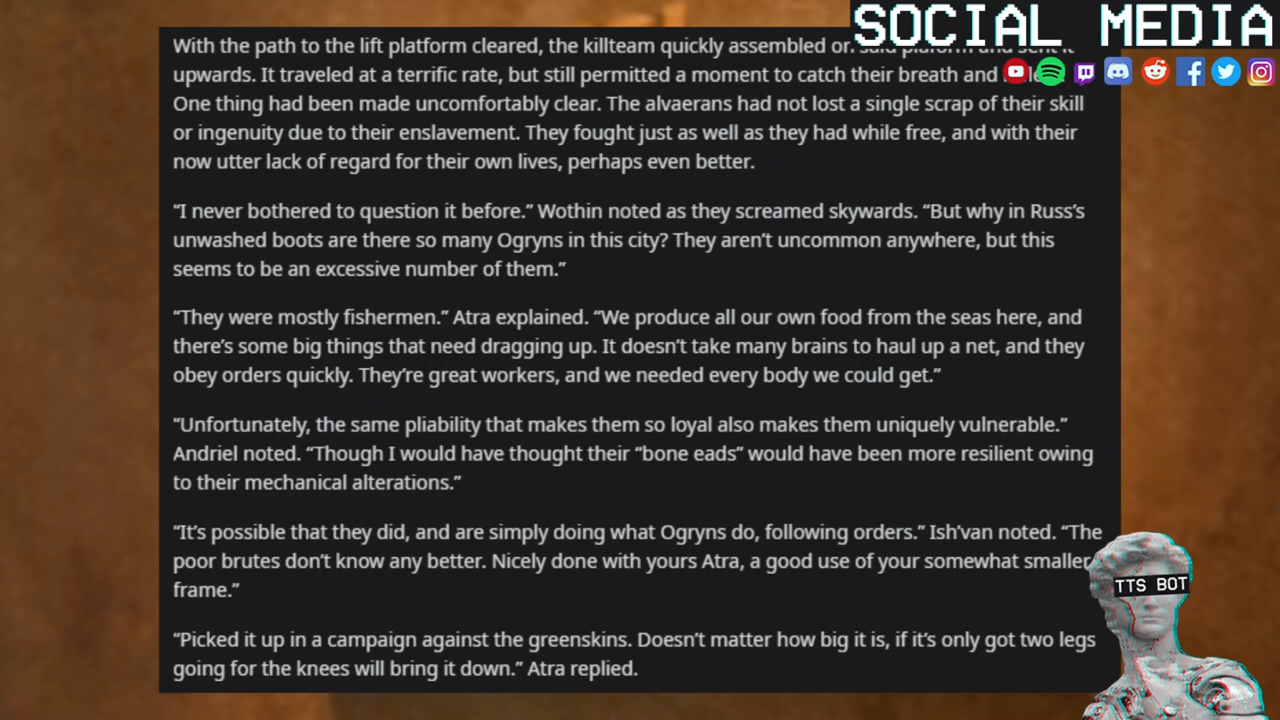 SOCIAL MEDIA
With the path to the lift platform cleared, the killteam quickly assembled
upwards. It traveled at a terrific rate, but still permitted a moment to catch their breath and
One thing had been made uncomfortably clear. The alvaerans had not lost a single scrap of their skill
or ingenuity due to their enslavement. They fought just as well as they had while free, and with their
now utter lack of regard for their own lives, perhaps even better.
“I never bothered to question it before.” Wothin noted as they screamed skywards. “But why in Russ’s
unwashed boots are there so many Ogryns in this city? They aren’t uncommon anywhere, but this
seems to be an excessive number of them.”
“They were mostly fishermen.” Atra explained. “We produce all our own food from the seas here, and
there’s some big things that need dragging up. It doesn’t take many brains to haul up a net, and they
obey orders quickly. They’re great workers, and we needed every body we could get.”
“Unfortunately, the same pliability that makes them so loyal also makes them uniquely vulnerable.”
Andriel noted. “Though I would have thought their “bone eads” would have been more resilient owing
to their mechanical alterations.”
“It’s possible that they did, and are simply doing what Ogryns do, following orders.” Ish’van noted. “The
poor brutes don’t know any better. Nicely done with yours Atra, a good use of your somewhat smaller
frame.”
“Picked it up in a campaign against the greenskins. Doesn’t matter how big it is, if it’s only got two legs
going for the knees will bring it down.” Atra replied.
TTS BOT